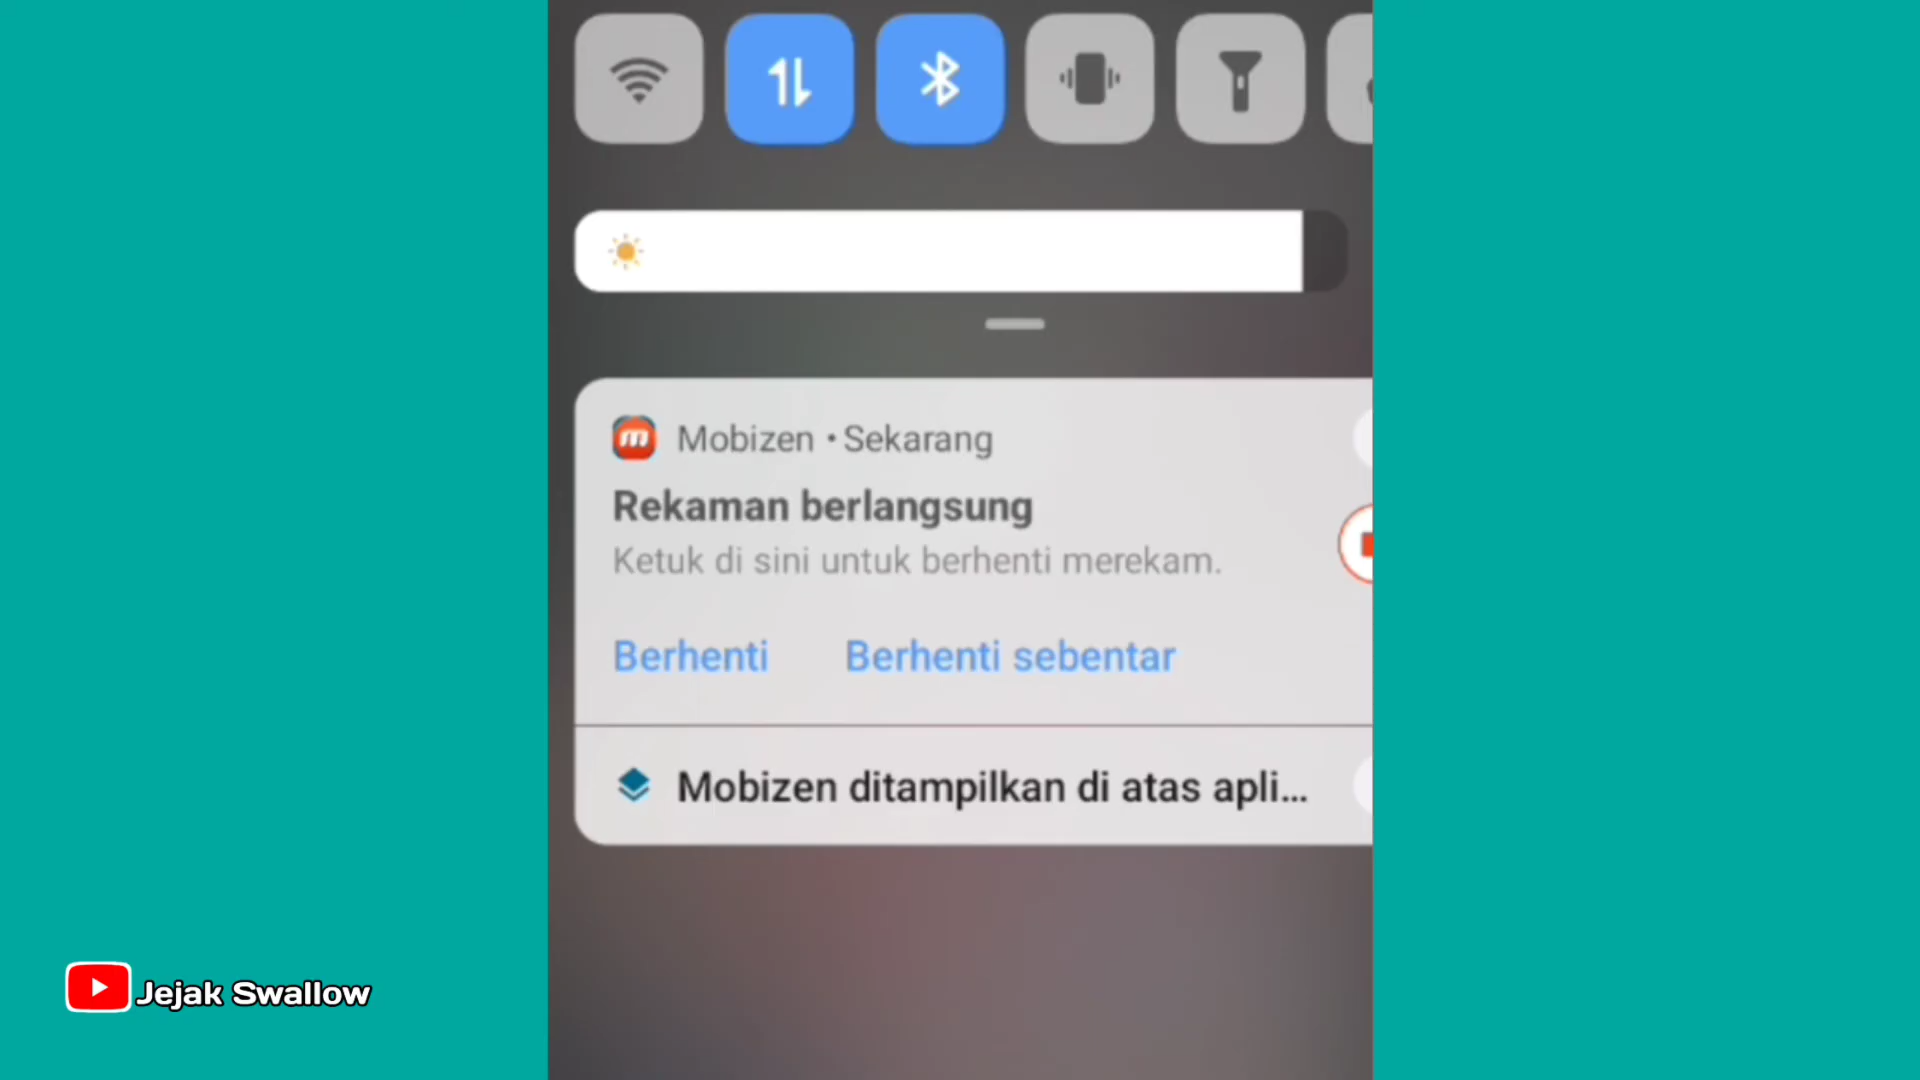 Mobizen • Sekarang
Rekaman berlangsung
Ketuk di sini untuk berhenti merekam.
Berhenti Berhenti sebentar
Mobizen ditampilkan di atas apli...
Jejak Swallow